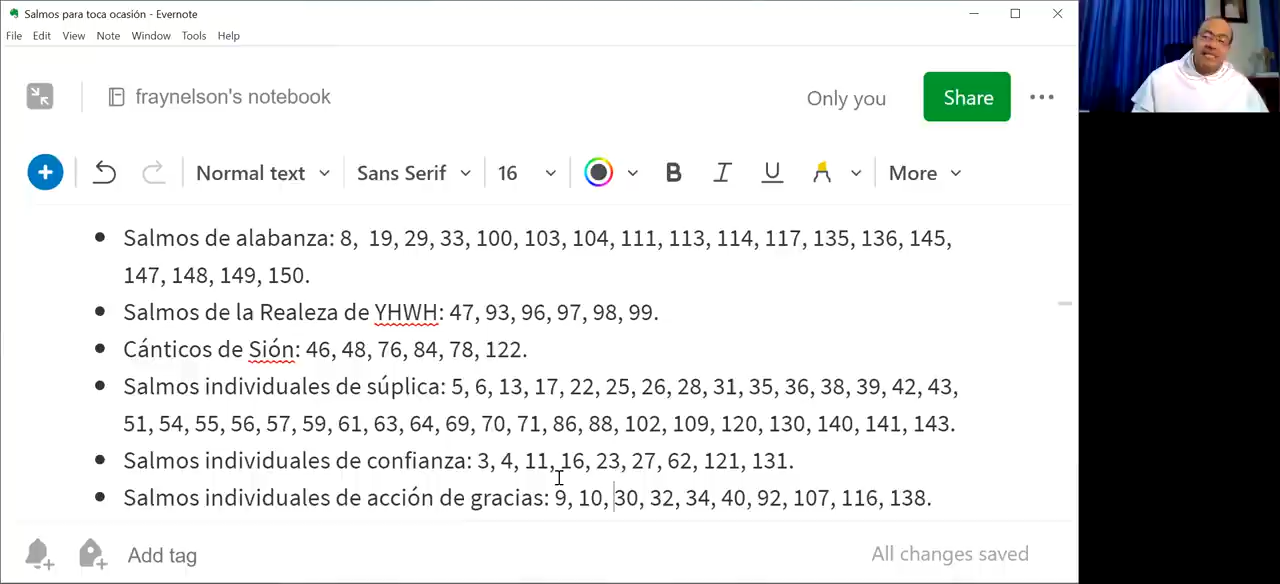 Salmos para toca ocasión - Evernote
File Edit View Note Window Tools Help
fraynelson's notebook
Only you
Share
Normal text
Sans Serif
16
B I U
More
Salmos de alabanza: 8, 19, 29, 33, 100, 103, 104, 111, 113, 114, 117, 135, 136, 145,
147, 148, 149, 150.
Salmos de la Realeza de YHWH: 47, 93, 96, 97, 98, 99.
Cánticos de Sión: 46, 48, 76, 84, 78, 122.
Salmos individuales de súplica: 5, 6, 13, 17, 22, 25, 26, 28, 31, 35, 36, 38, 39, 42, 43,
51, 54, 55, 56, 57, 59, 61, 63, 64, 69, 70, 71, 86, 88, 102, 109, 120, 130, 140, 141, 143.
Salmos individuales de confianza: 3, 4, 11, 16, 23, 27, 62, 121, 131.
Salmos individuales de acción de gracias: 9, 10, 30, 32, 34, 40, 92, 107, 116, 138.
Add tag
All changes saved